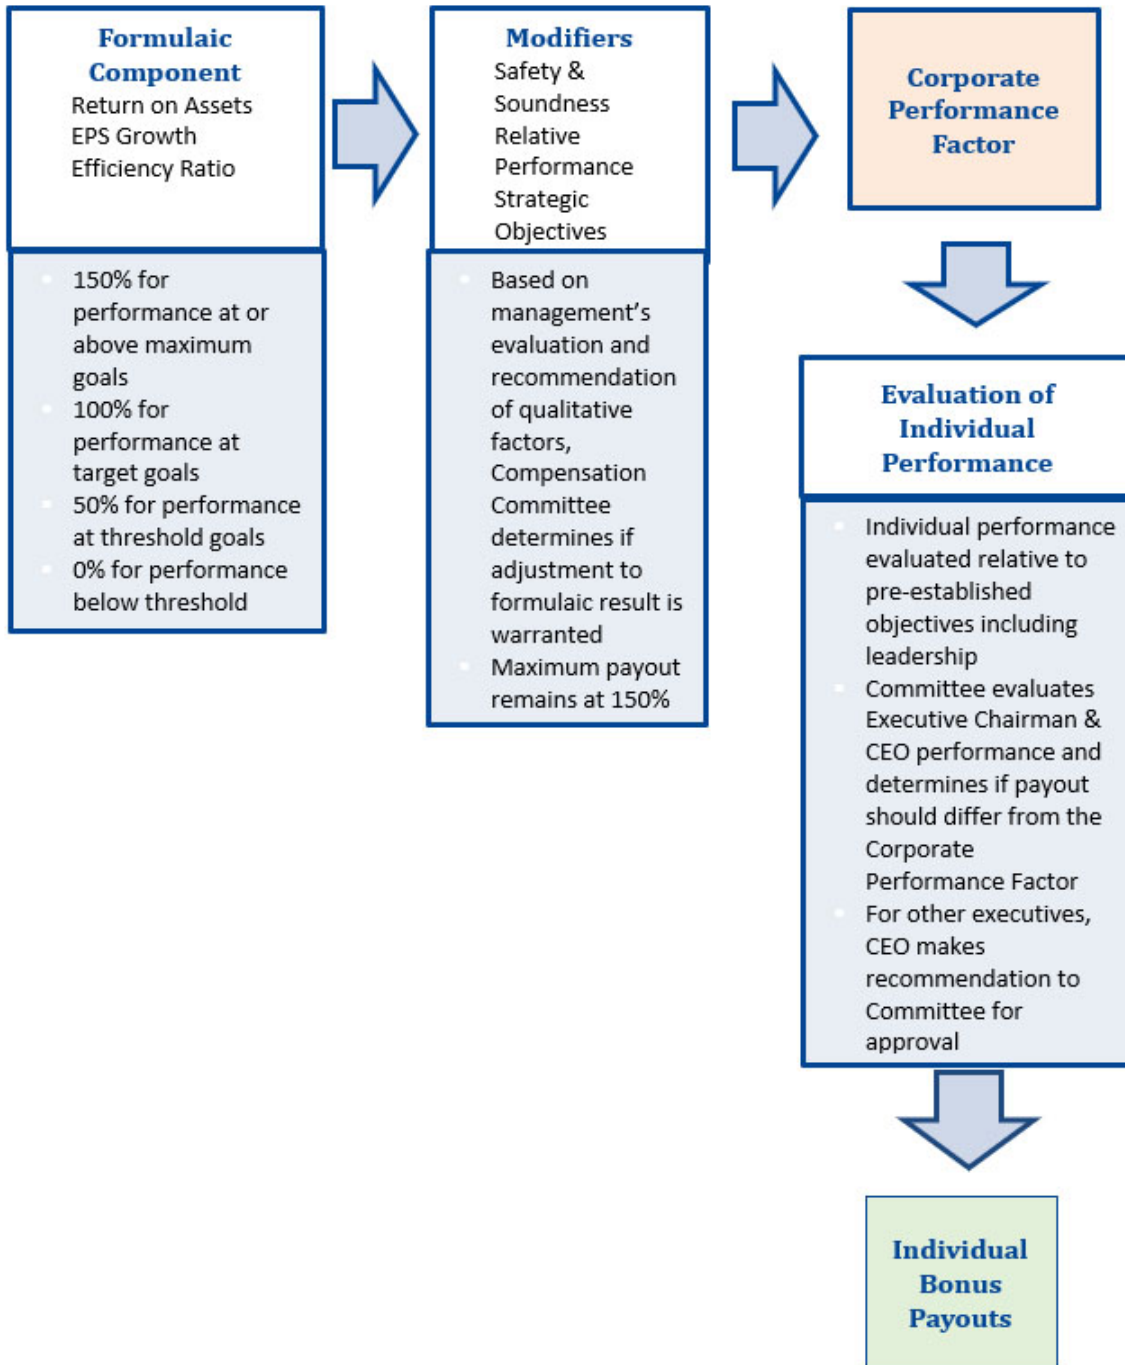 Formulaic
Component
Return on Assets
EPS Growth
Efficiency Ratio
150% for
performance at or
above maximum
goals
100% for
performance at
target goals
50% for performance
at threshold goals
0% for performance
below threshold
Modifiers
Safety &
Soundness
Relative
Performance
Strategic
Objectives
Based on
management’s
evaluation and
recommendation
of qualitative
factors,
Compensation
Committee
determines if
adjustment to
formulaic result is
warranted
Maximum payout
remains at 150%
Corporate
Performance
Factor
Evaluation of
Individual
Performance
Individual performance
evaluated relative to
pre-established
objectives including
leadership
Committee evaluates
Executive Chairman &
CEO performance and
determines if payout
should differ from the
Corporate
Performance Factor
For other executives,
CEO makes
recommendation to
Committee for
approval
Individual
Bonus
Payouts